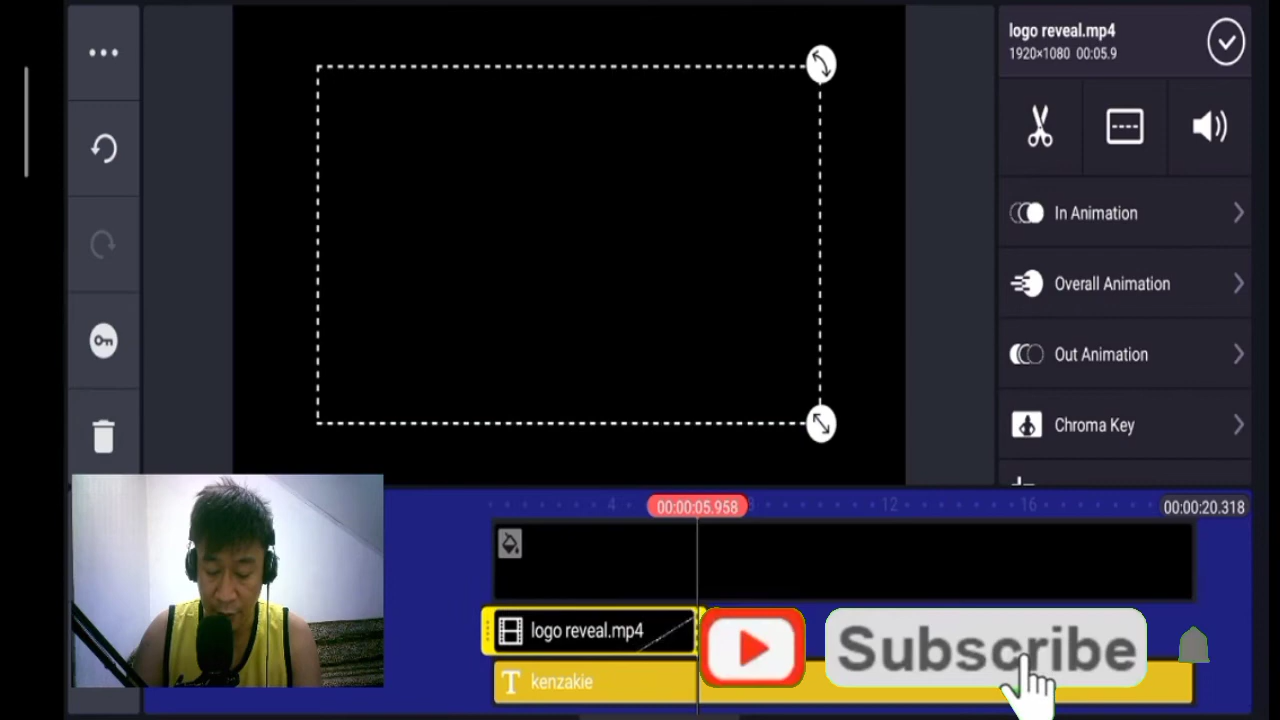 logo reveal.mp4
1920×1080 00:05.9
In Animation
Overall Animation
Out Animation
Chroma Key
4
00:00:05.958
8
12
16
00:00:20.318
logo reveal.mp4
T kenzakie
Subscribe